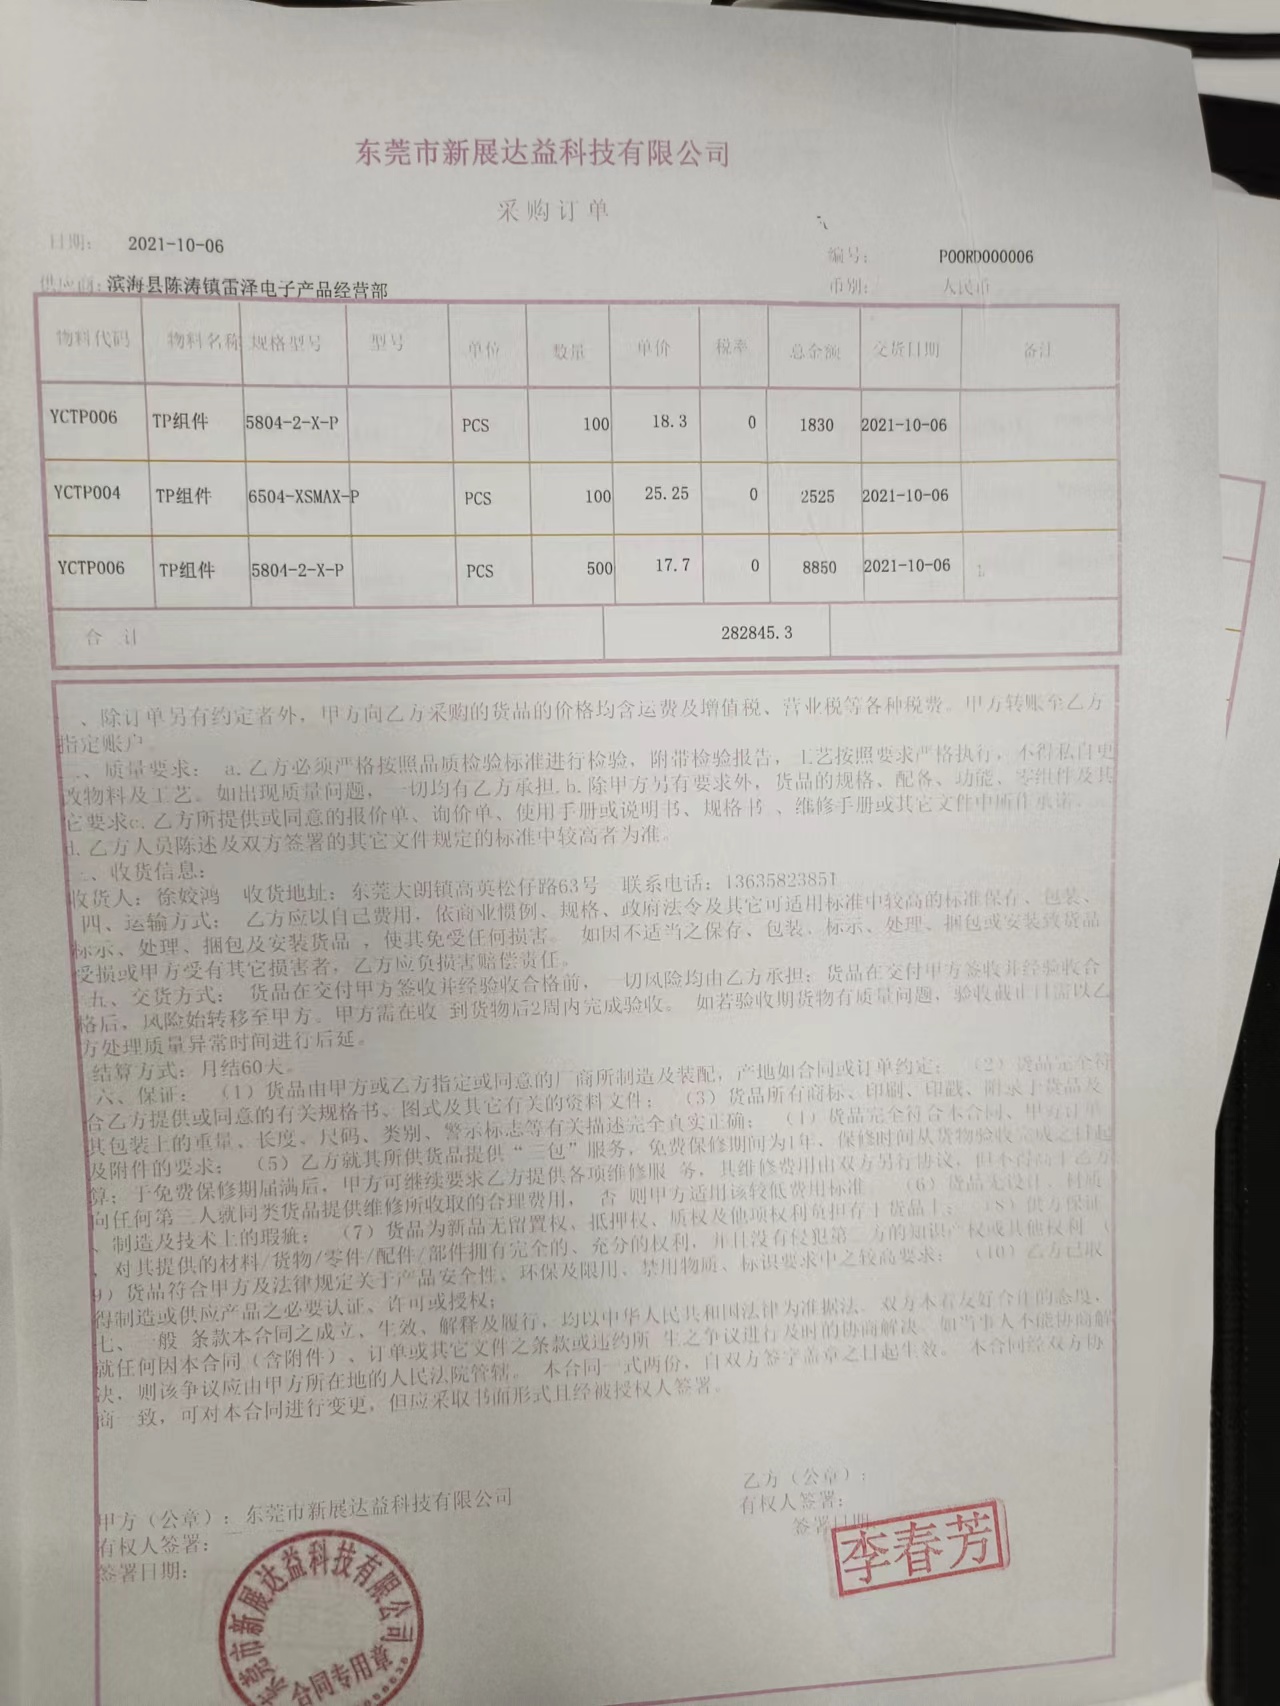 东莞市新展达益科技有限公司
采购订单
日期： 2021-10-06
编号： POORD000006
供应商：滨海县陈涛镇雷泽电子产品经营部
币别： 人民币
物料代码 物料名称 规格型号 型号 单位 数量 单价 税率 总金额 交货日期 备注
YCTP006 TP组件 5804-2-X-P PCS 100 18.3 0 1830 2021-10-06
YCTP004 TP组件 6504-XSMAX-P PCS 100 25.25 0 2525 2021-10-06
YCTP006 TP组件 5804-2-X-P PCS 500 17.7 0 8850 2021-10-06
合 计 282845.3
、除订单另有约定者外，甲方向乙方采购的货品的价格均含运费及增值税、营业税等各种税费。甲方转账至乙方
指定账户。
二、质量要求： a.乙方必须严格按照品质检验标准进行检验，附带检验报告，工艺按照要求严格执行，不得私自更
改物料及工艺。如出现质量问题，一切均有乙方承担.b.除甲方另有要求外，货品的规格、配备、功能、零组件及其
它要求c.乙方所提供或同意的报价单、询价单、使用手册或说明书、规格书 、维修手册或其它文件中所作承诺.
d.乙方人员陈述及双方签署的其它文件规定的标准中较高者为准。
三、收货信息：
收货人：徐姣鸿 收货地址：东莞大朗镇高英松仔路63号 联系电话：13635823851
四、运输方式： 乙方应以自己费用，依商业惯例、规格、政府法令及其它可适用标准中较高的标准保存、包装、
标示、处理、捆包及安装货品 ，使其免受任何损害。 如因不适当之保存、包装、标示、处理、捆包或安装致货品
受损或甲方受有其它损害者，乙方应负损害赔偿责任。
五、交货方式： 货品在交付甲方签收并经验收合格前，一切风险均由乙方承担；货品在交付甲方签收并经验收合
格后，风险始转移至甲方。甲方需在收 到货物后2周内完成验收。 如若验收期货物有质量问题，验收截止日需以乙
方处理质量异常时间进行后延。
结算方式：月结60天。
六、保证： （1）货品由甲方或乙方指定或同意的厂商所制造及装配，产地如合同或订单约定； （2）货品完全符
合乙方提供或同意的有关规格书、图式及其它有关的资料文件； （3）货品所有商标、印刷、印戳、附录于货品及
其包装上的重量、长度、尺码、类别、警示标志等有关描述完全真实正确； （4）货品完全符合本合同、甲方订单
及附件的要求； （5）乙方就其所供货品提供“三包”服务，免费保修期间为1年，保修时间从货物验收完成之日起
算；于免费保修期届满后，甲方可继续要求乙方提供各项维修服 务，其维修费用由双方另行协议，但不得高于乙方
向任何第三人就同类货品提供维修所收取的合理费用， 否 则甲方适用该较低费用标准 （6）货品无设计、材质
、制造及技术上的瑕疵； （7）货品为新品无留置权、抵押权、质权及他项权利负担存于货品上； （8）供方保证
，对其提供的材料/货物/零件/配件/部件拥有完全的、充分的权利，并且没有侵犯第三方的知识产权或其他权利 （
9）货品符合甲方及法律规定关于产品安全性、环保及限用、禁用物质、标识要求中之较高要求； （10）乙方已取
得制造或供应产品之必要认证、许可或授权；
七、一般 条款本合同之成立、生效、解释及履行，均以中华人民共和国法律为准据法。双方本着友好合作的态度，
就任何因本合同（含附件）、订单或其它文件之条款或违约所 生之争议进行及时的协商解决。如当事人不能协商解
决，则该争议应由甲方所在地的人民法院管辖。 本合同一式两份，自双方签字盖章之日起生效。 本合同经双方协
商一致，可对本合同进行变更，但应采取书面形式且经被授权人签署。
甲方（公章）：东莞市新展达益科技有限公司
有权人签署：
签署日期：
乙方（公章）：
有权人签署：
签署日期
李春芳
东莞市新展达益科技有限公司
合同专用章